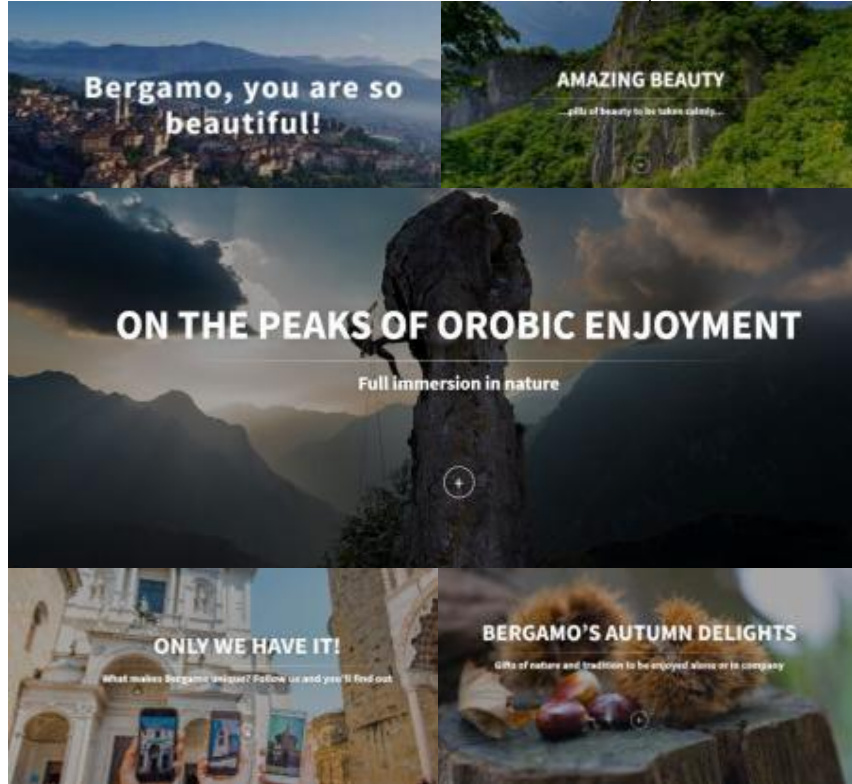 Bergamo, you are so
beautiful!
AMAZING BEAUTY
...pills of beauty to be taken calmly...
ON THE PEAKS OF OROBIC ENJOYMENT
Full immersion in nature
ONLY WE HAVE IT!
What makes Bergamo unique? Follow us and you'll find out
BERGAMO'S AUTUMN DELIGHTS
Gifts of nature and tradition to be enjoyed alone or in company